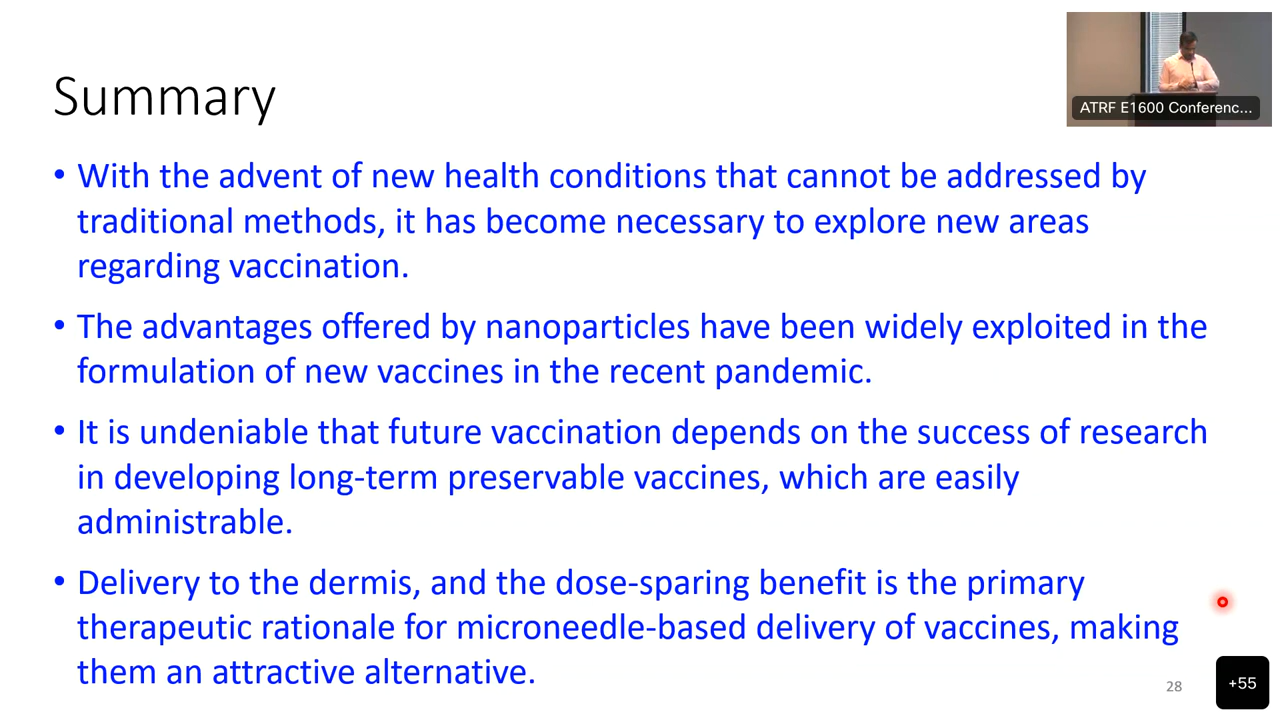 ATRF E1600 Conferenc...
Summary
• With the advent of new health conditions that cannot be addressed by
traditional methods, it has become necessary to explore new areas
regarding vaccination.
• The advantages offered by nanoparticles have been widely exploited in the
formulation of new vaccines in the recent pandemic.
• It is undeniable that future vaccination depends on the success of research
in developing long-term preservable vaccines, which are easily
administrable.
• Delivery to the dermis, and the dose-sparing benefit is the primary
therapeutic rationale for microneedle-based delivery of vaccines, making
them an attractive alternative.
28
+55